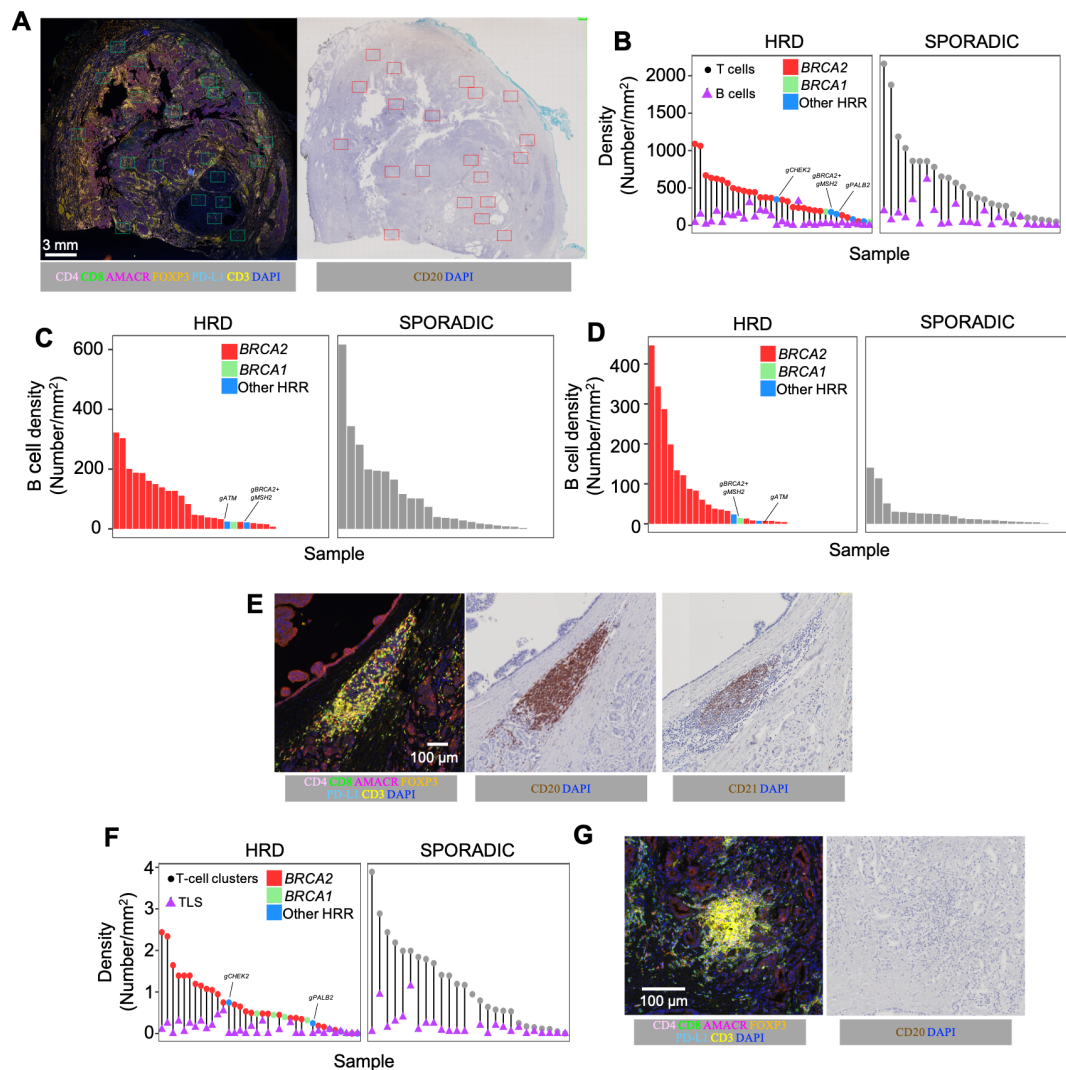 A
3 mm
CD4 CD8 AMACR FOXP3 PD-L1 CD3 DAPI
CD20 DAPI
B
HRD
SPORADIC
Density
(Number/mm2)
2000
1500
1000
500
0
T cells
B cells
BRCA2
BRCA1
Other HRR
gCHEK2
gBRCA2+
gMSH2
gPALB2
Sample
C
HRD
SPORADIC
B cell density
(Number/mm2)
600
400
200
0
BRCA2
BRCA1
Other HRR
gATM
gBRCA2+
gMSH2
Sample
D
HRD
SPORADIC
B cell density
(Number/mm2)
400
300
200
100
0
BRCA2
BRCA1
Other HRR
gBRCA2+
gMSH2
gATM
Sample
E
100 µm
CD4 CD8 AMACR FOXP3
PD-L1 CD3 DAPI
CD20 DAPI
CD21 DAPI
F
HRD
SPORADIC
Density
(Number/mm2)
4
3
2
1
0
T-cell clusters
TLS
BRCA2
BRCA1
Other HRR
gCHEK2
gPALB2
Sample
G
100 µm
CD4 CD8 AMACR FOXP3
PD-L1 CD3 DAPI
CD20 DAPI